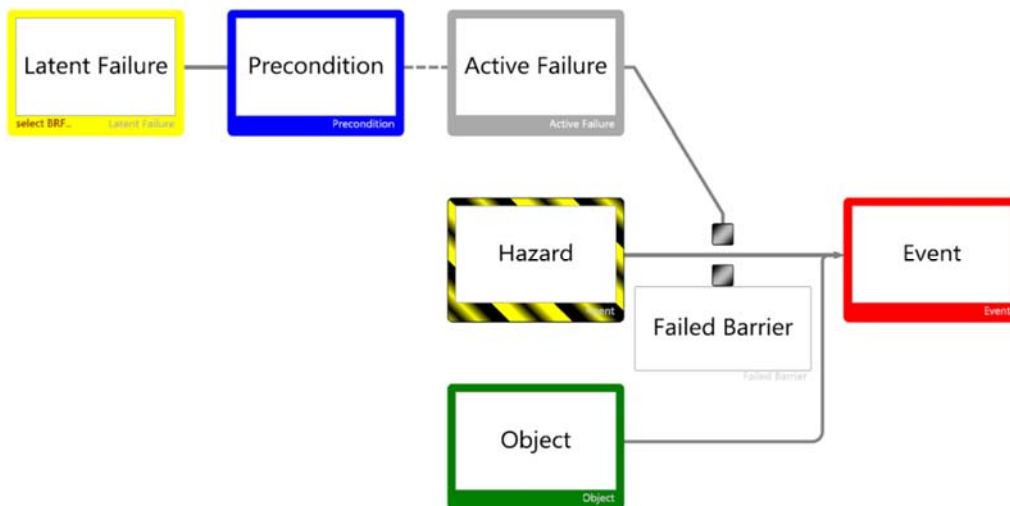 Latent Failure
select BRF... Latent Failure
Precondition
Precondition
Active Failure
Active Failure
Hazard
Event
Event
Failed Barrier
Failed Barrier
Object
Object